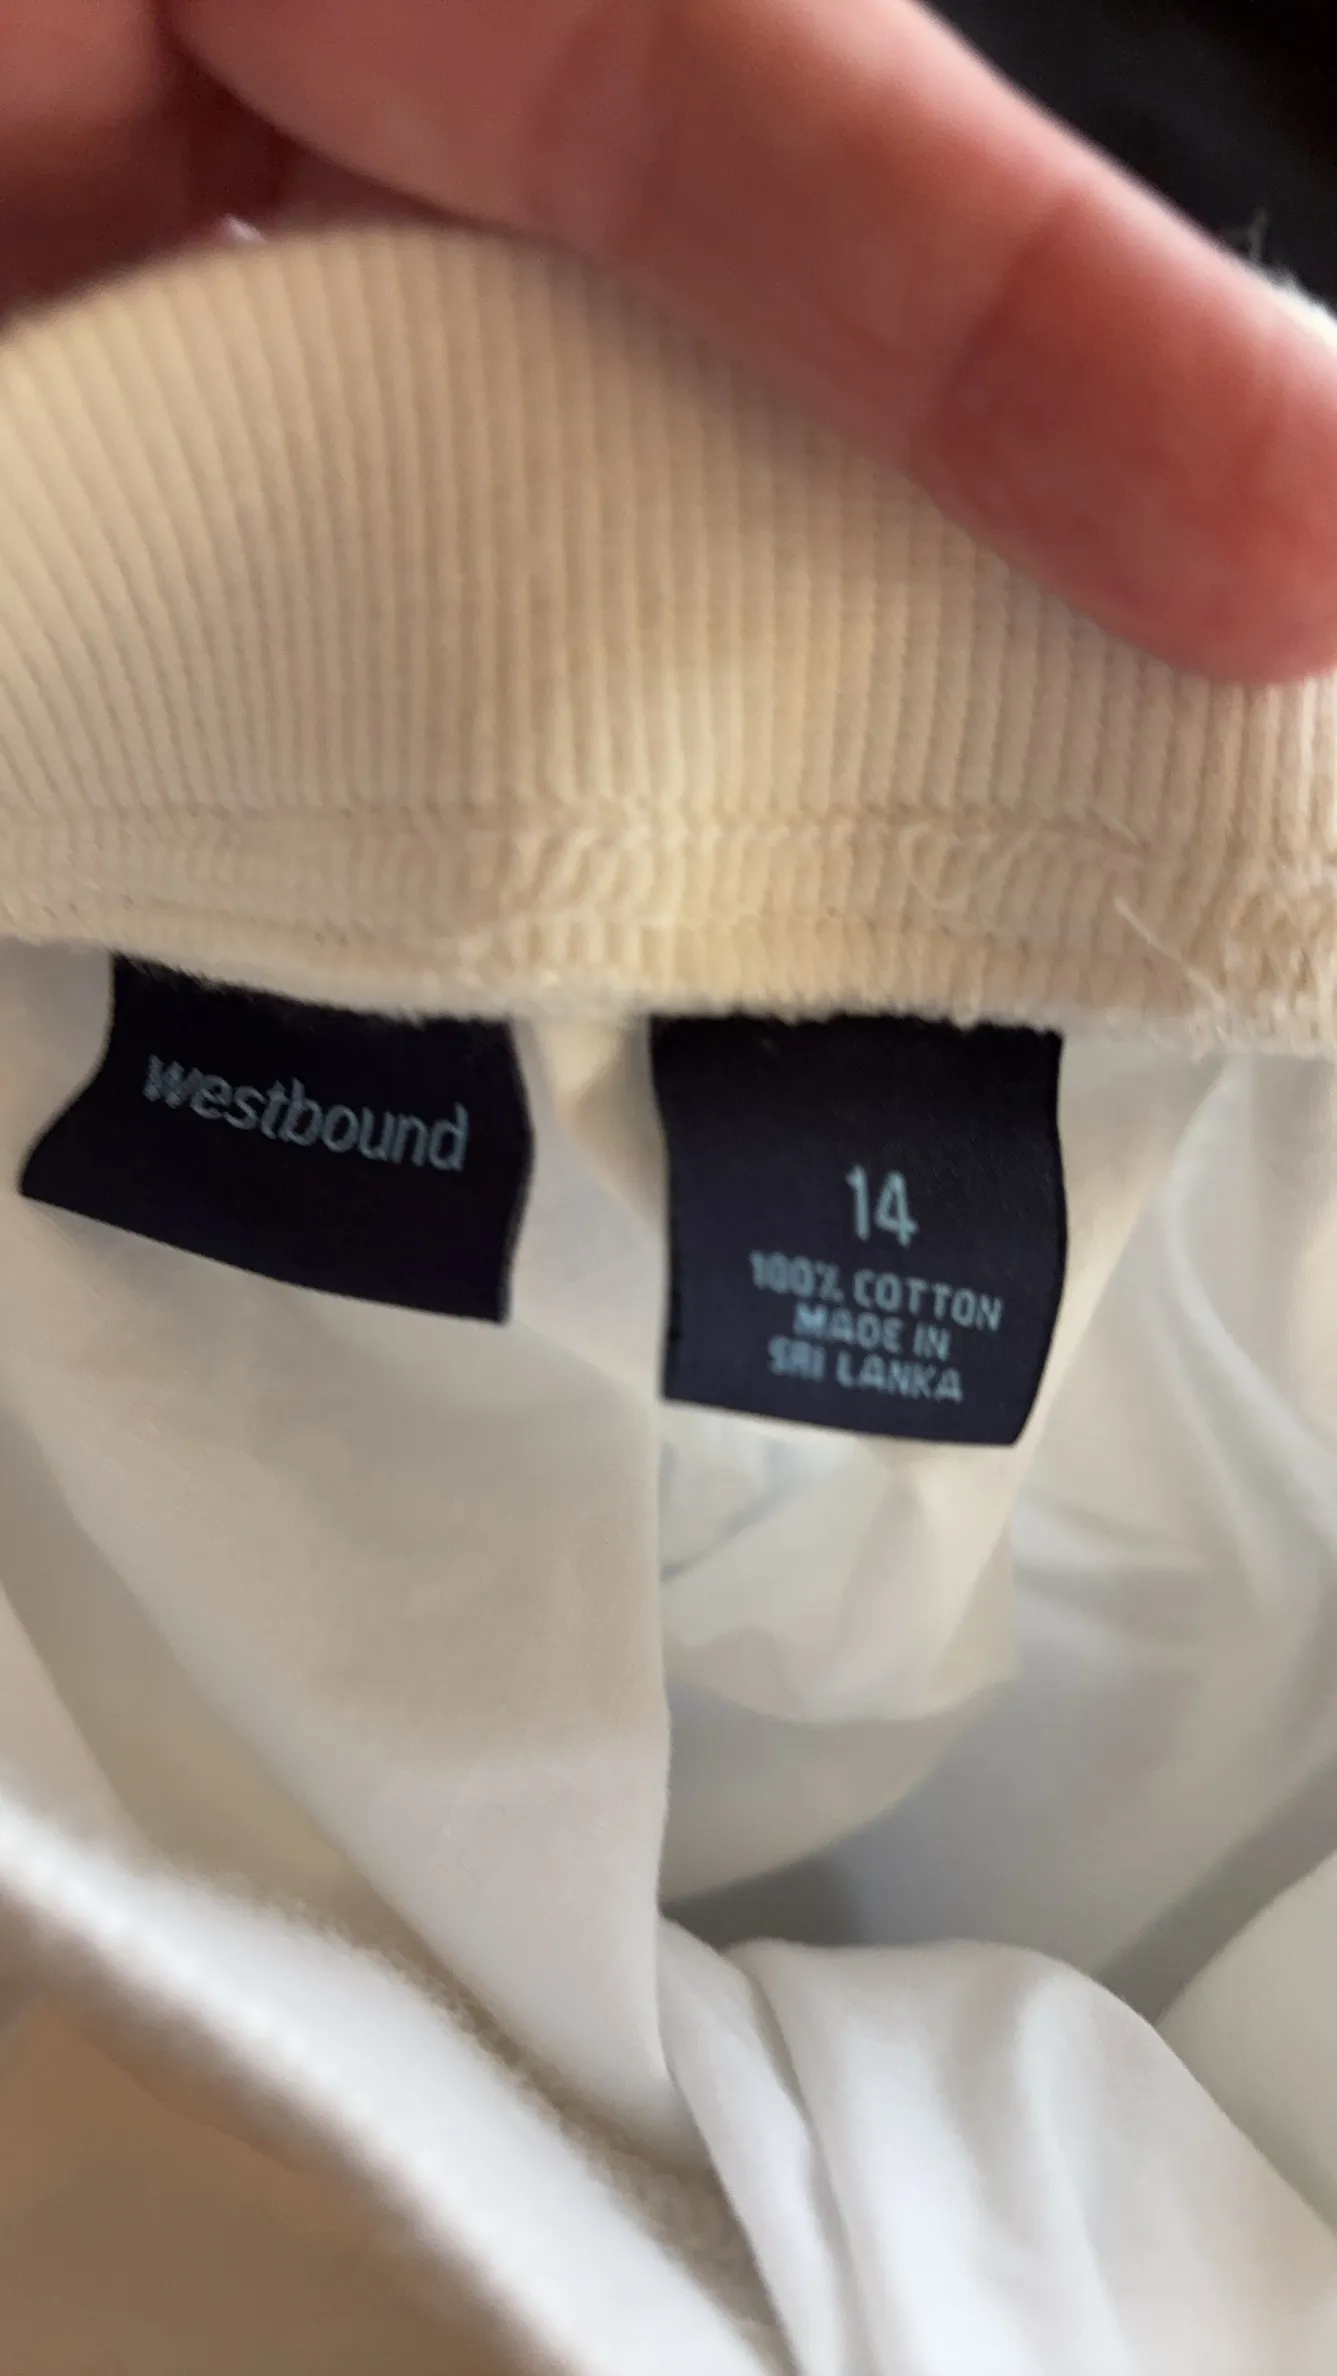 westbound
14
100% COTTON
MADE IN
SRI LANKA